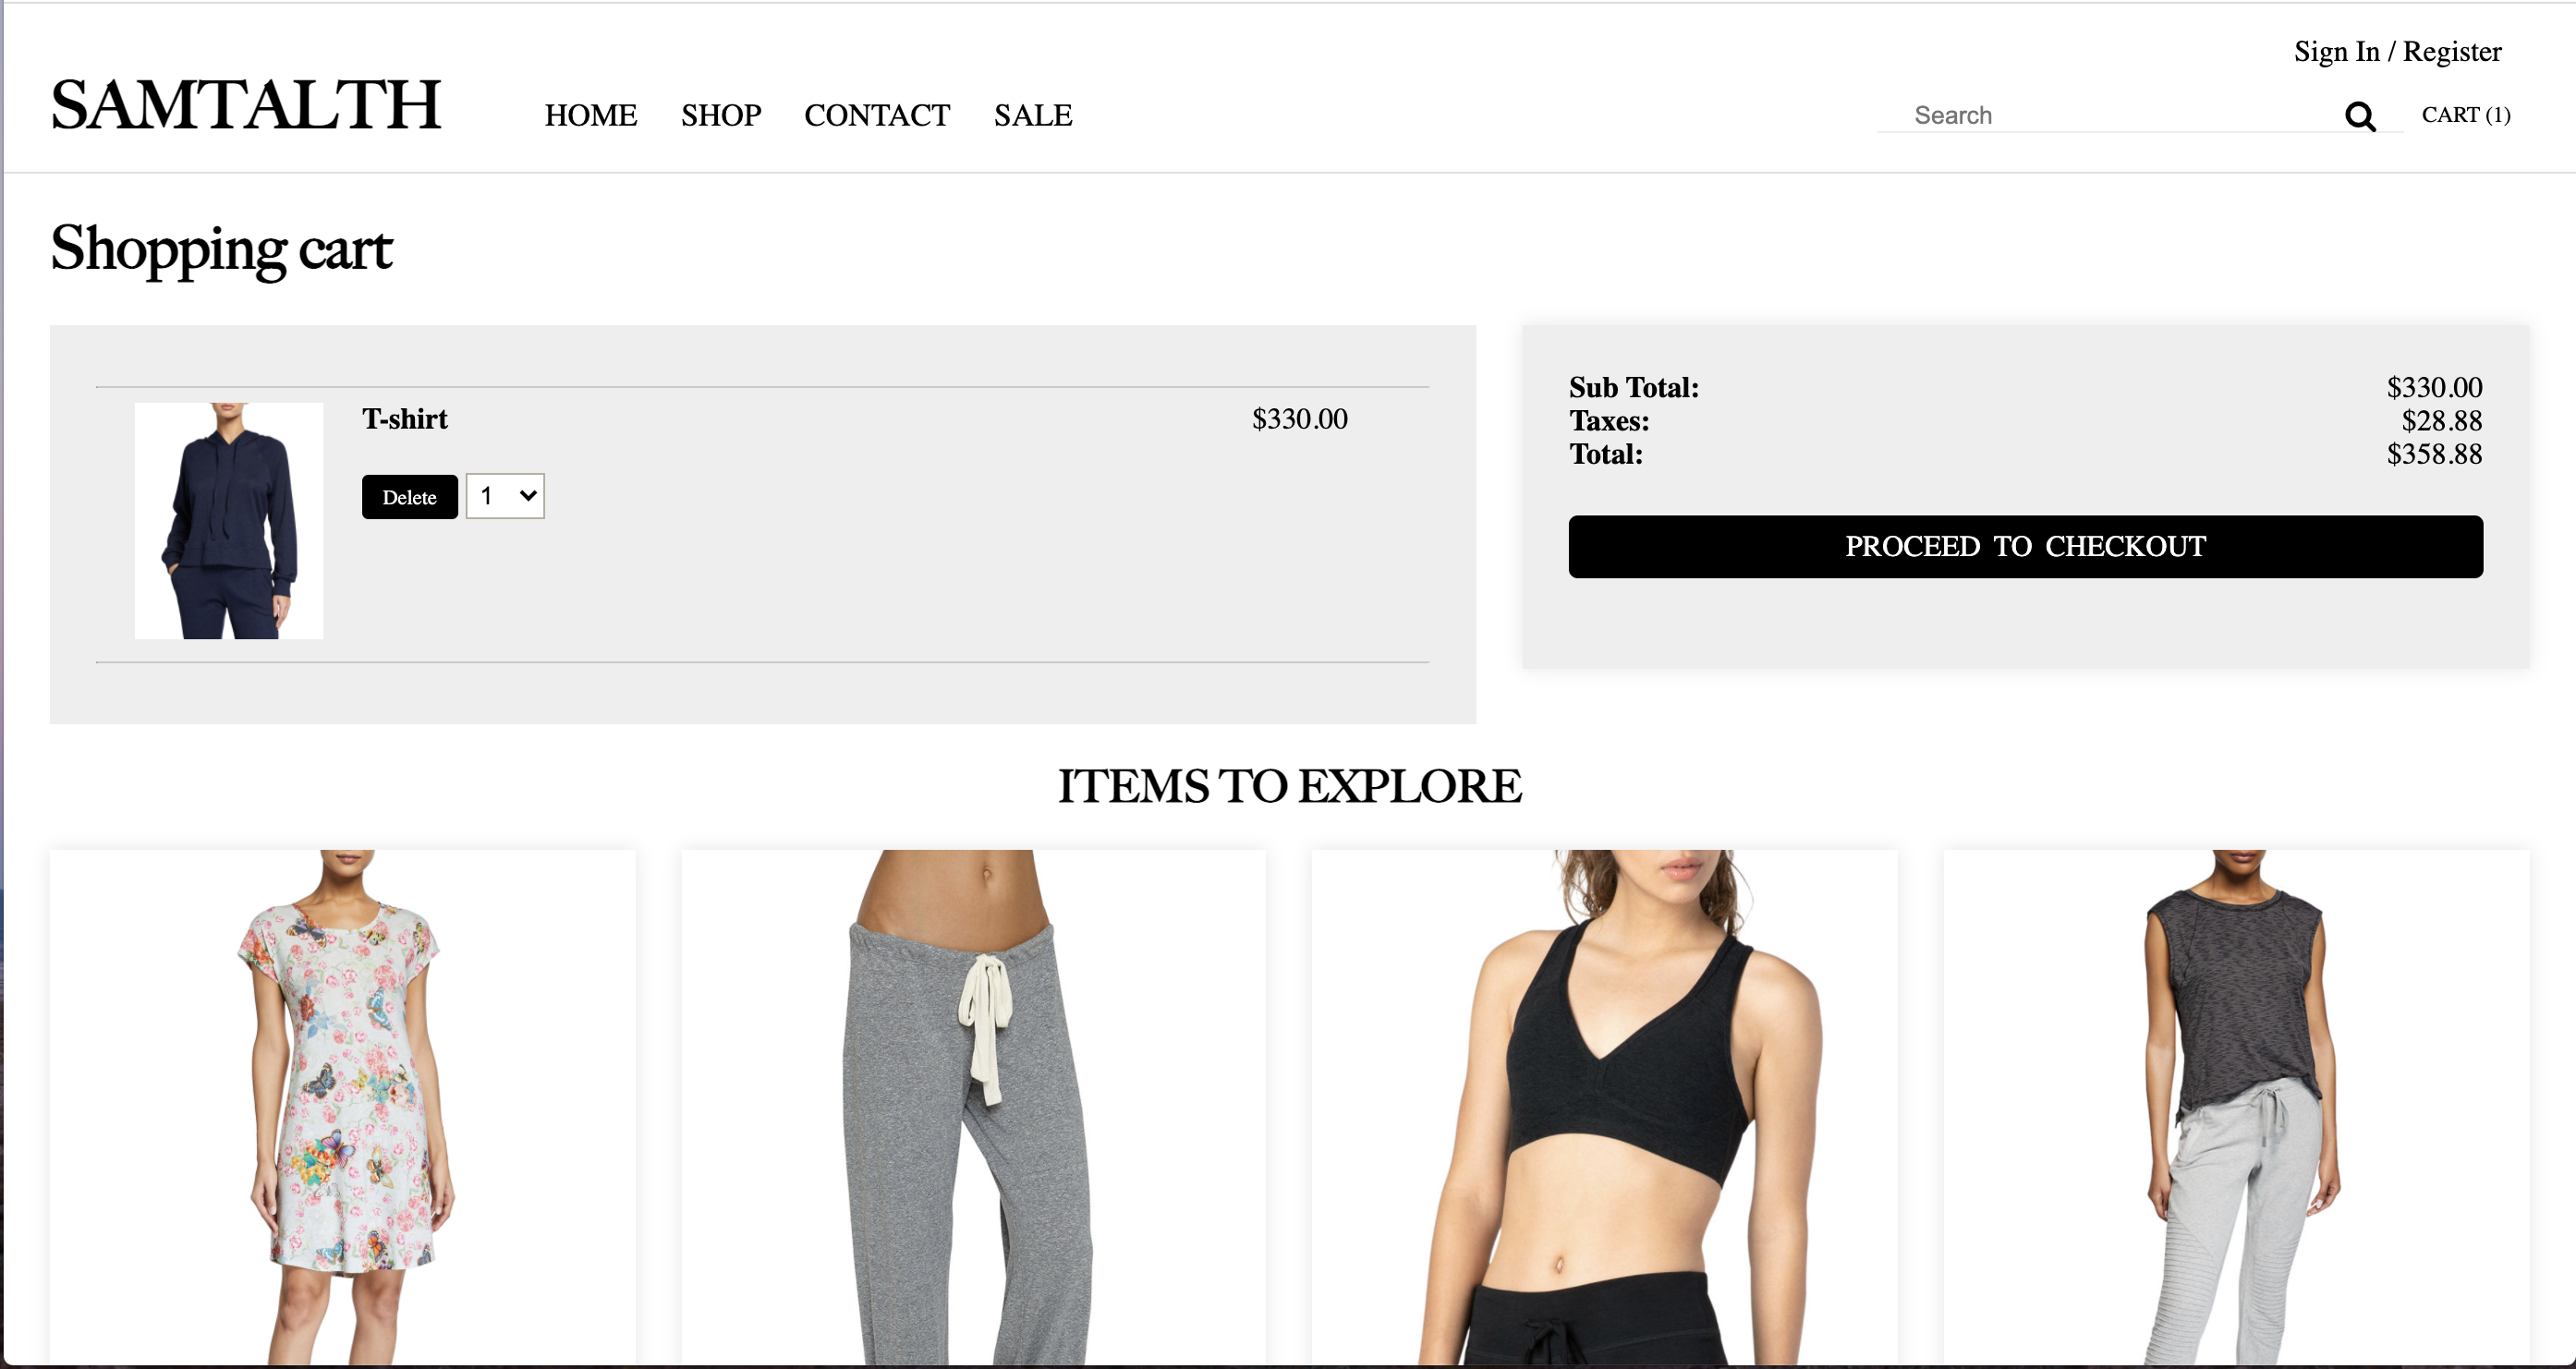 Sign In / Register
SAMTALTH
HOME SHOP CONTACT SALE
Search
CART (1)
Shopping cart
T-shirt $330.00
Delete 1
Sub Total: $330.00
Taxes: $28.88
Total: $358.88
PROCEED TO CHECKOUT
ITEMS TO EXPLORE